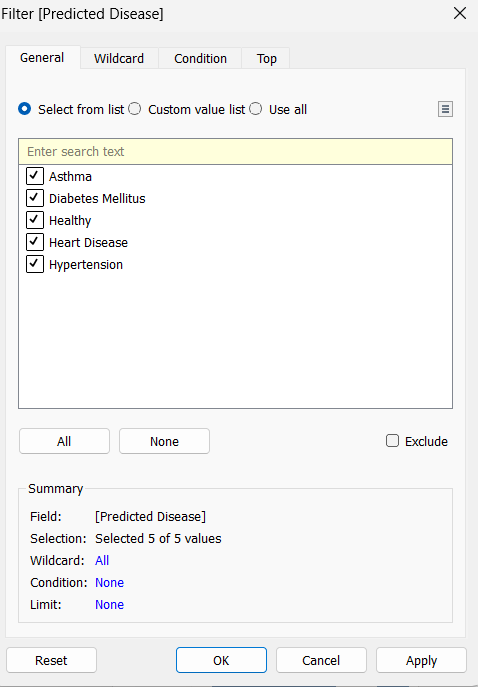 Filter [Predicted Disease]
General Wildcard Condition Top
Select from list Custom value list Use all
Enter search text
Asthma
Diabetes Mellitus
Healthy
Heart Disease
Hypertension
All None Exclude
Summary
Field: [Predicted Disease]
Selection: Selected 5 of 5 values
Wildcard: All
Condition: None
Limit: None
Reset OK Cancel Apply